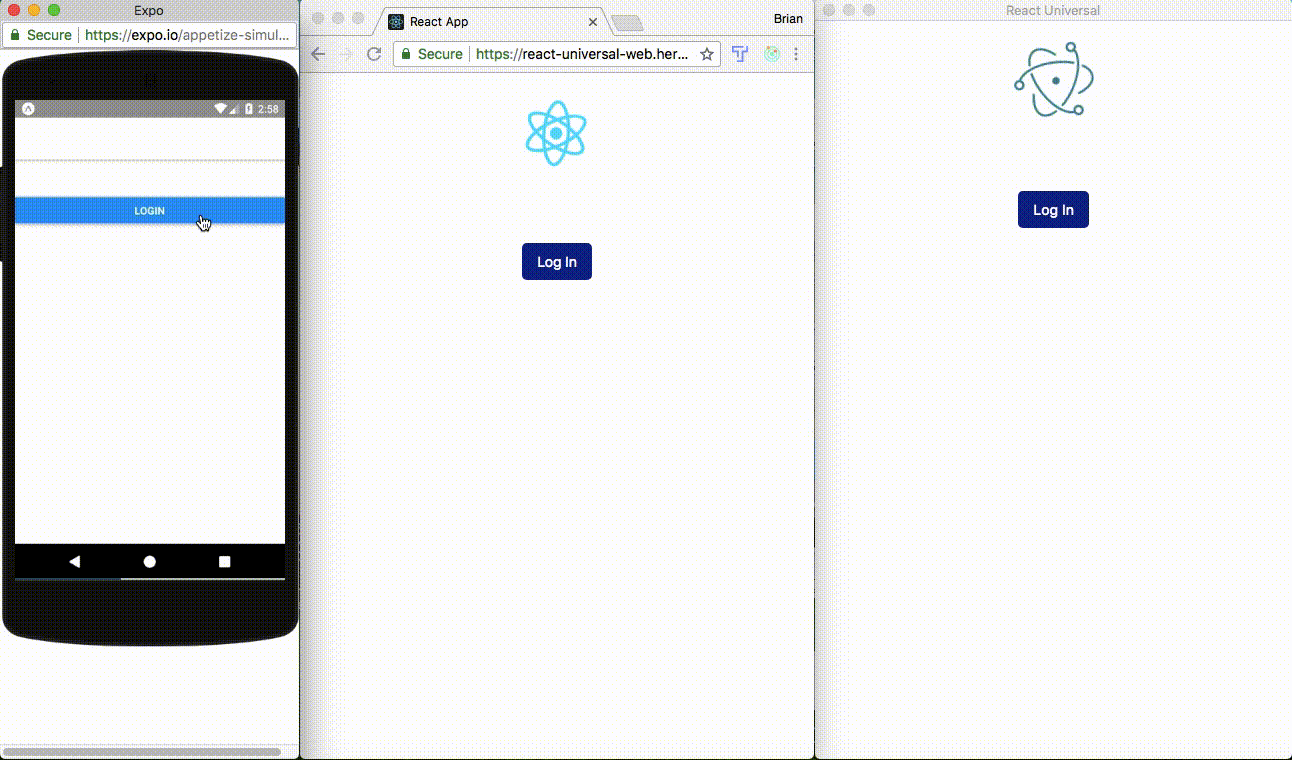 Expo
Secure
https://expo.io/appetize-simul...
2:58
LOGIN
React App
Brian
Secure
https://react-universal-web.her...
Log In
React Universal
Log In